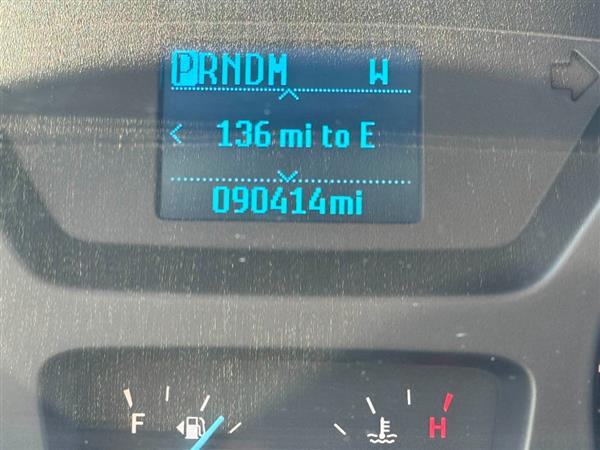 PRNDM W
136 mi to E
090414mi
F H